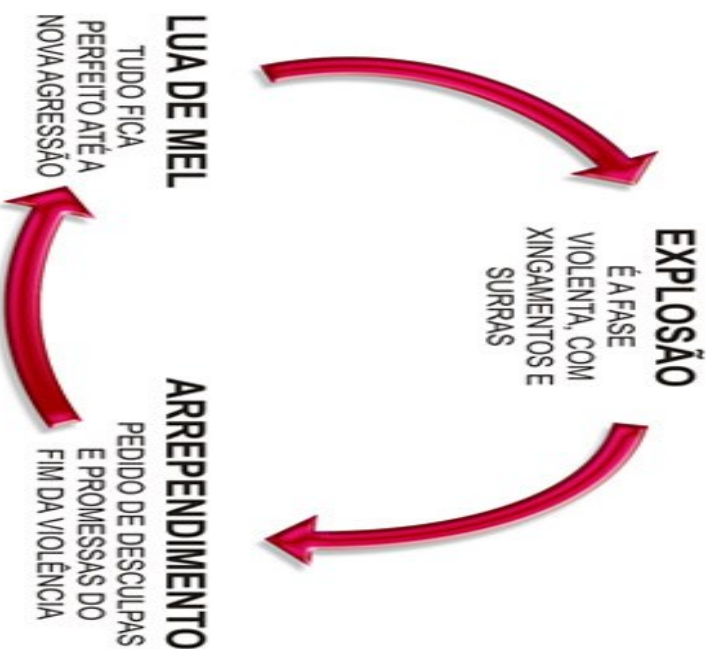 EXPLOSÃO
É A FASE
VIOLENTA, COM
XINGAMENTOS E
SURRAS
LUA DE MEL
TUDO FICA
PERFEITO ATÉ A
NOVA AGRESSÃO
ARREPENDIMENTO
PEDIDO DE DESCULPAS
E PROMESSAS DO
FIM DA VIOLÊNCIA